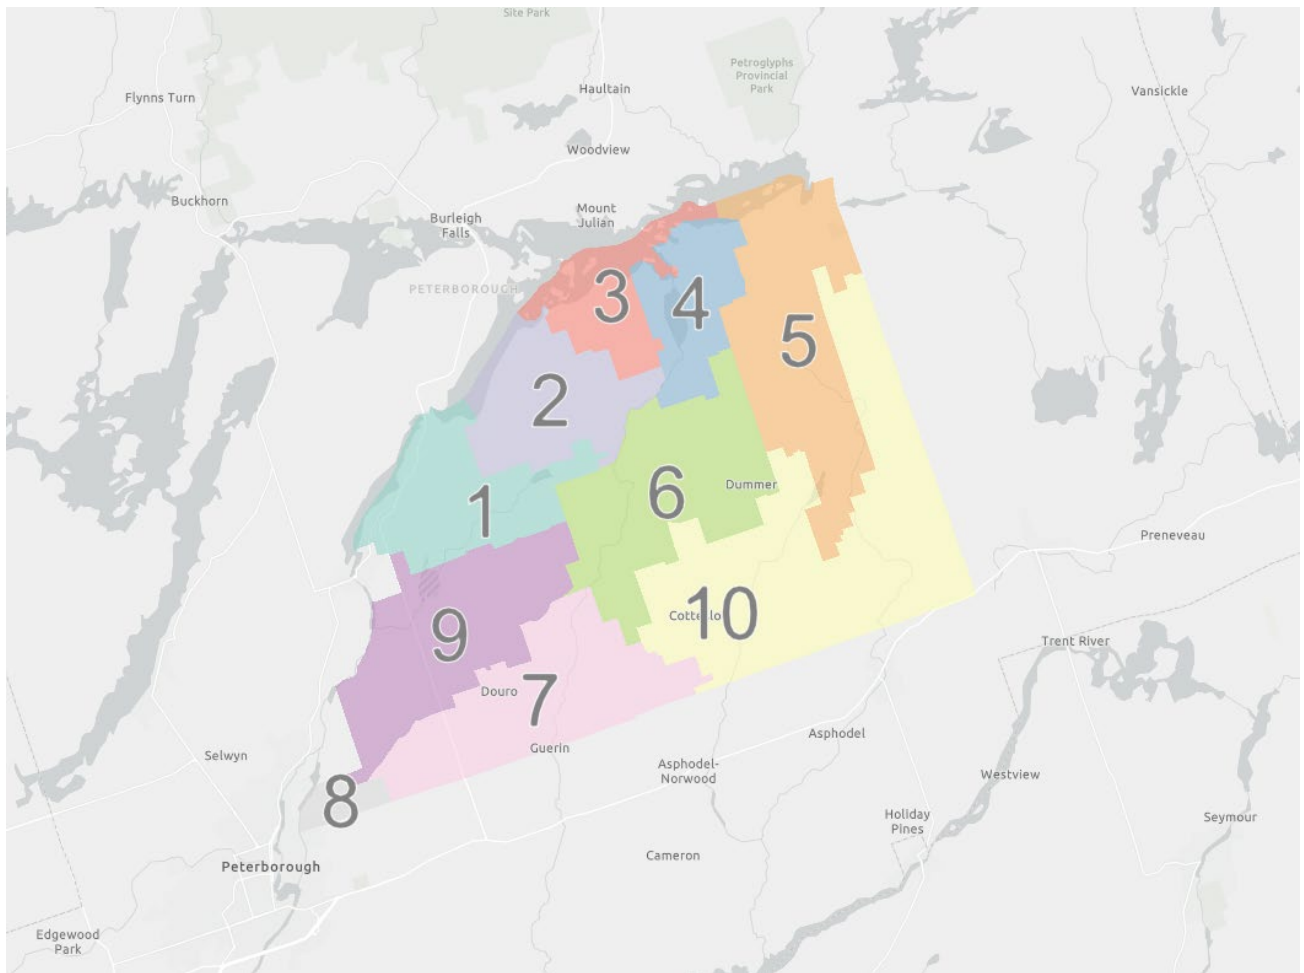 Site Park
Petroglyphs
Provincial
Park
Haultain
Vansickle
Flynns Turn
Woodview
Buckhorn
Mount
Julian
Burleigh
Falls
PETERBOROUGH
3
4
5
2
1
6
Dummer
Preneveau
10
9
Trent River
7
Douro
Guerin
Asphodel
Selwyn
Asphodel-
Norwood
Westview
8
Holiday
Pines
Seymour
Cameron
Peterborough
Edgewood
Park